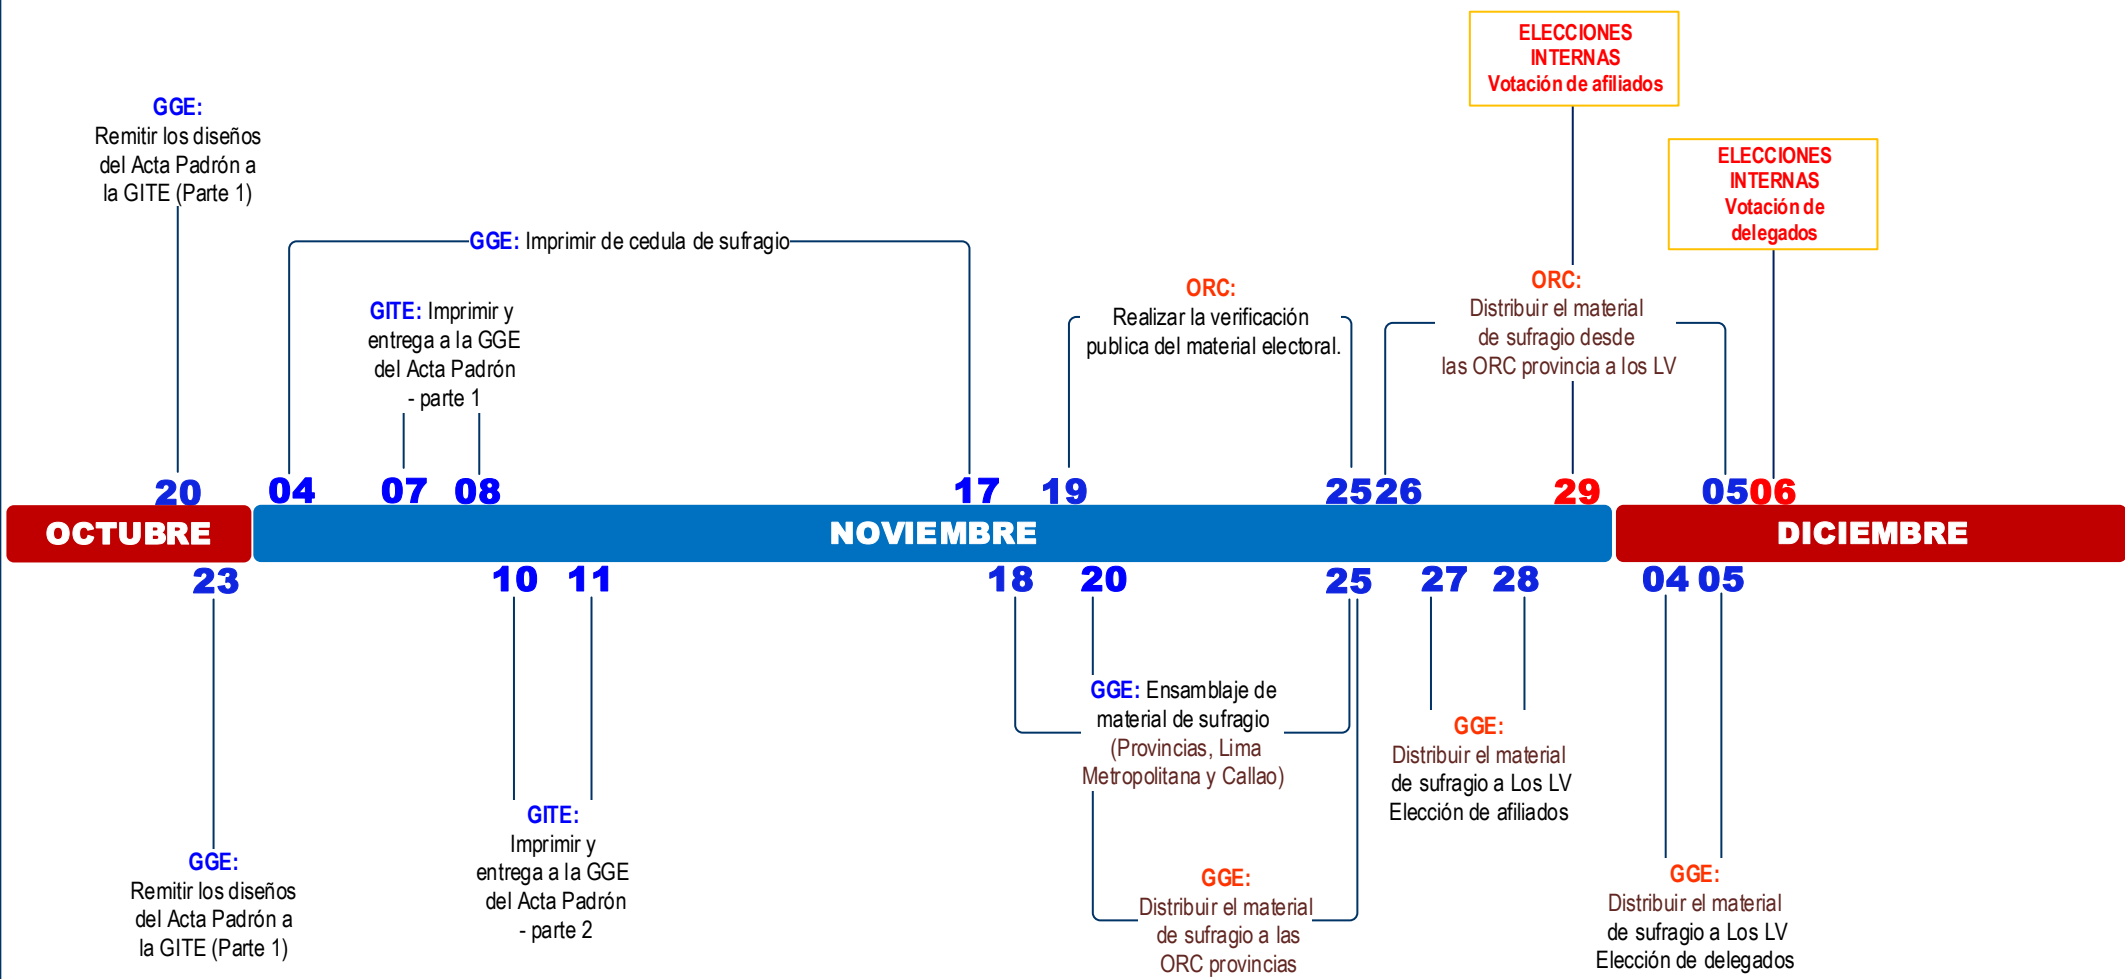 ELECCIONES
INTERNAS
Votación de afiliados
GGE:
Remitir los diseños
del Acta Padrón a
la GITE (Parte 1)
ELECCIONES
INTERNAS
Votación de
delegados
GGE: Imprimir de cedula de sufragio
GITE: Imprimir y
entrega a la GGE
del Acta Padrón
- parte 1
ORC:
Realizar la verificación
publica del material electoral.
ORC:
Distribuir el material
de sufragio desde
las ORC provincia a los LV
20 04 07 08 17 19 25 26 29 05 06
OCTUBRE NOVIEMBRE DICIEMBRE
23 10 11 18 20 25 27 28 04 05
GGE: Ensamblaje de
material de sufragio
(Provincias, Lima
Metropolitana y Callao)
GGE:
Distribuir el material
de sufragio a Los LV
Elección de afiliados
GITE:
Imprimir y
entrega a la GGE
del Acta Padrón
- parte 2
GGE:
Remitir los diseños
del Acta Padrón a
la GITE (Parte 1)
GGE:
Distribuir el material
de sufragio a las
ORC provincias
GGE:
Distribuir el material
de sufragio a Los LV
Elección de delegados